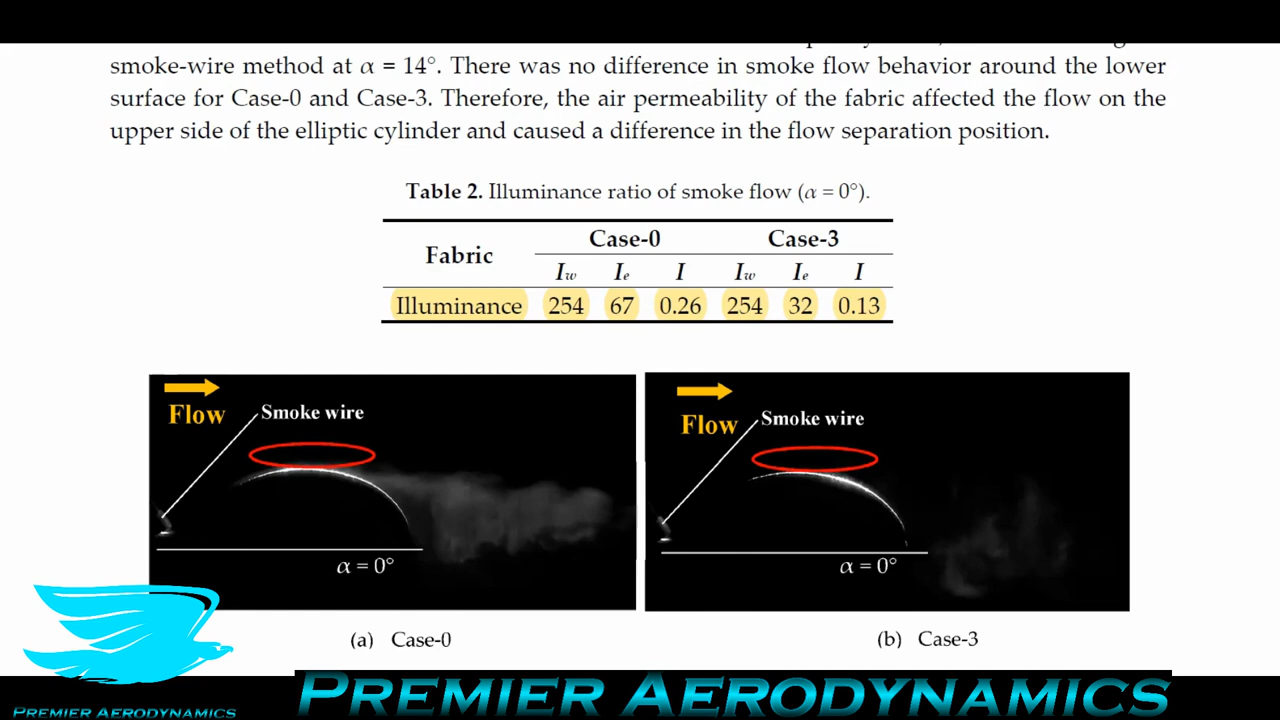 smoke-wire method at α = 14°. There was no difference in smoke flow behavior around the lower
surface for Case-0 and Case-3. Therefore, the air permeability of the fabric affected the flow on the
upper side of the elliptic cylinder and caused a difference in the flow separation position.
Table 2. Illuminance ratio of smoke flow (α = 0°).
Fabric Case-0 Case-3
Iw Ie I Iw Ie I
Illuminance 254 67 0.26 254 32 0.13
Flow
Smoke wire
α = 0°
Flow
Smoke wire
α = 0°
(a) Case-0
(b) Case-3
PREMIER AERODYNAMICS
PREMIER AERODYNAMICS